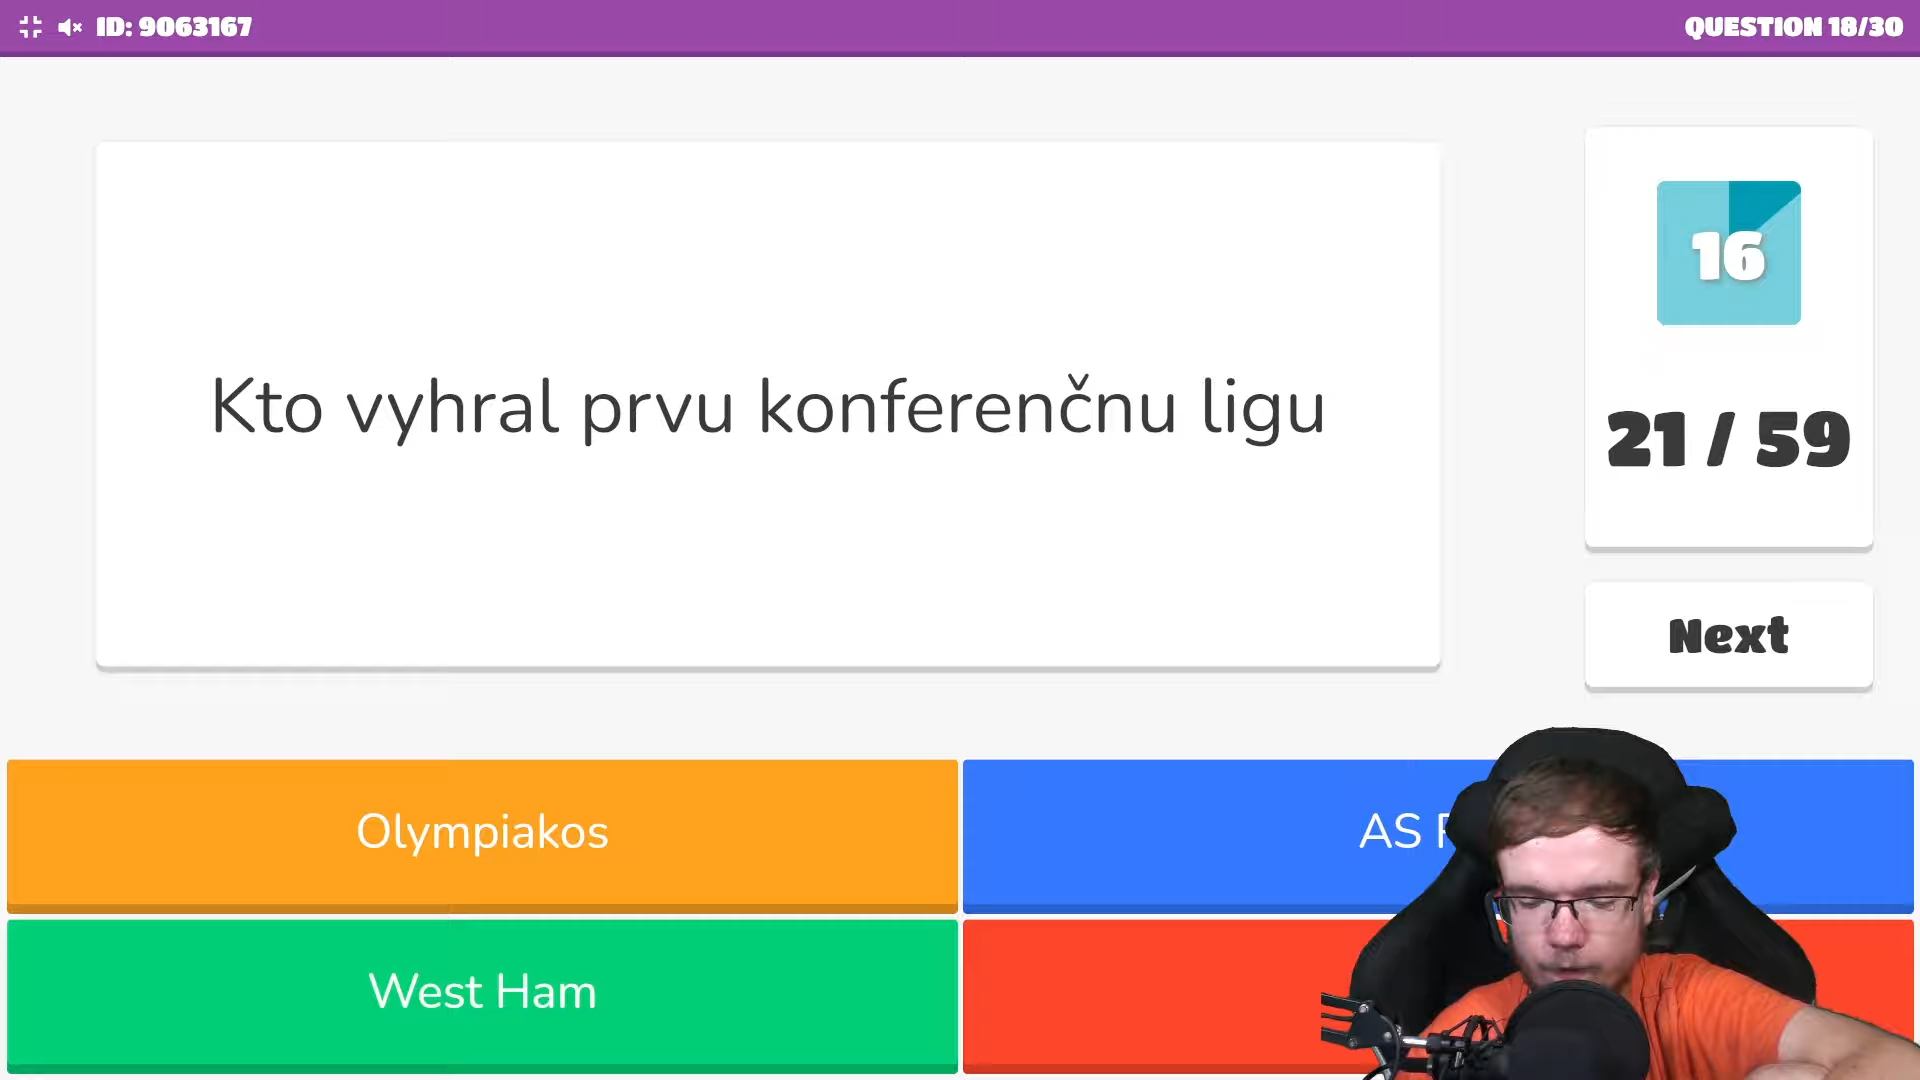 ID: 9063167
QUESTION 18/30
Kto vyhral prvu konferenčnu ligu
16
21 / 59
Next
Olympiakos
AS
West Ham